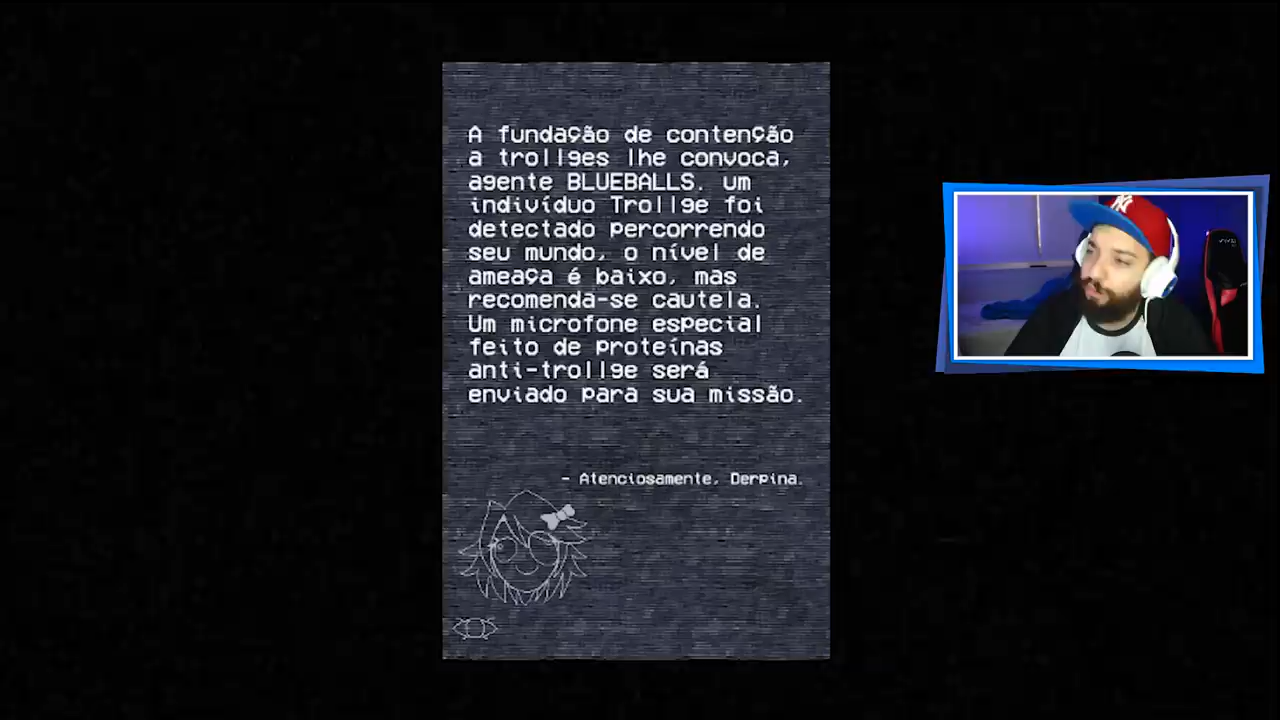 A fundação de contenção
a trollges lhe convoca,
agente BLUEBALLS. um
indivíduo Trollge foi
detectado percorrendo
seu mundo, o nível de
ameaça é baixo, mas
recomenda-se cautela.
Um microfone especial
feito de proteínas
anti-trollge será
enviado para sua missão.
- Atenciosamente, Derpina.